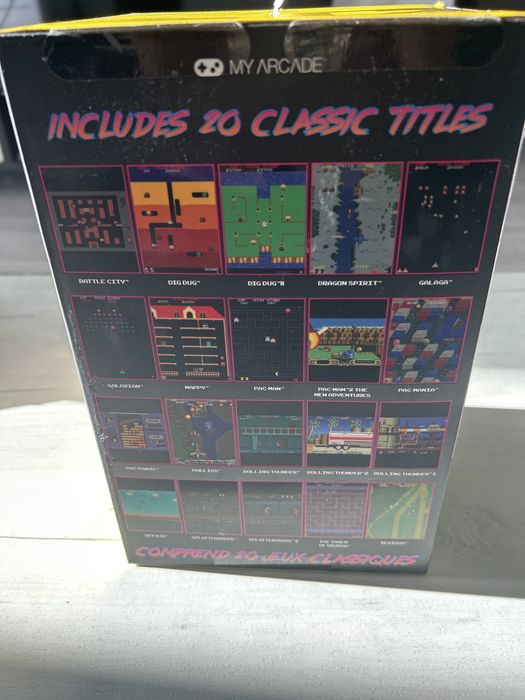 MY ARCADE
INCLUDES 20 CLASSIC TITLES
BATTLE CITY™ DIG DUG™ DIG DUG™II DRAGON SPIRIT™ GALAGA™
GALAXIAN™ MAPPY™ PAC-MAN™ PAC-MAN™2 THE NEW ADVENTURES PAC-MANIA™
PAC-PANIC™ PHELIOS™ ROLLING THUNDER™ ROLLING THUNDER™2 ROLLING THUNDER™3
SKY KID™ SPLATTERHOUSE™ SPLATTERHOUSE™2 THE TOWER OF DRUAGA™ XEVIOUS™
COMPREND 20 JEUX CLASSIQUES